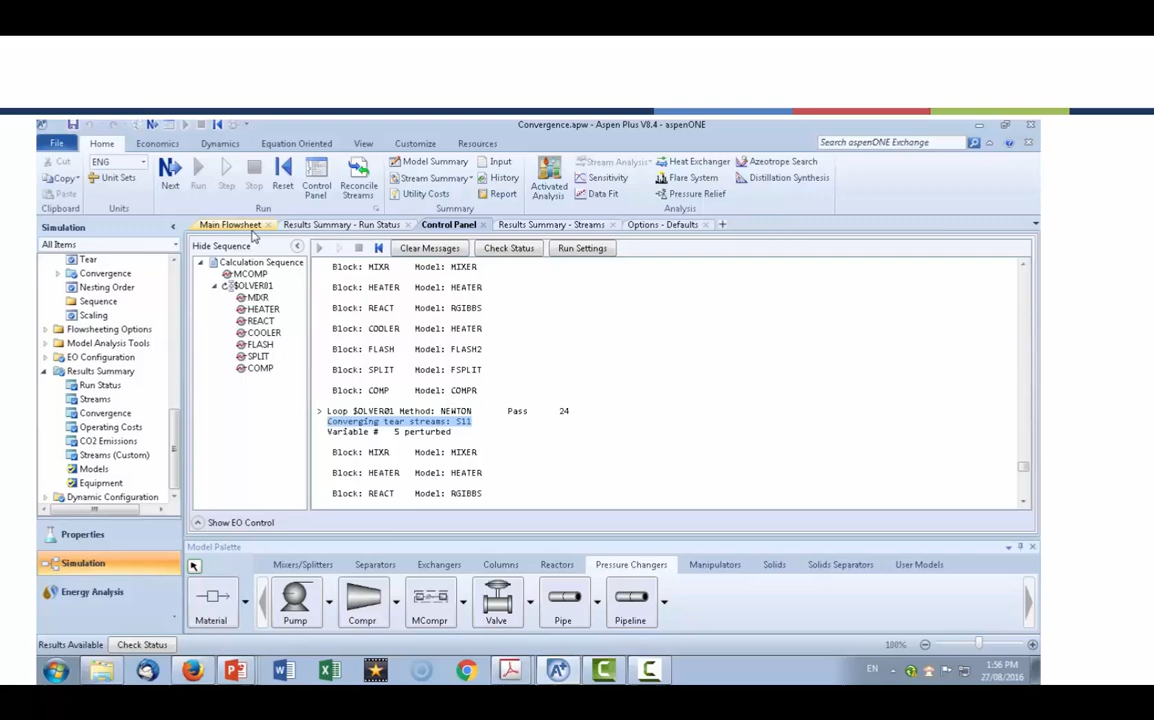 Convergence.apw - Aspen Plus V8.4 - aspenONE
File Home Economics Dynamics Equation Oriented View Customize Resources Search aspenONE Exchange
Cut ENG Model Summary Input Stream Analysis Heat Exchanger Azeotrope Search
Copy Unit Sets Next Run Step Stop Reset Control Panel Reconcile Streams Stream Summary History Activated Analysis Sensitivity Flare System Distillation Synthesis
Paste Utility Costs Report Data Fit Pressure Relief
Clipboard Units Run Summary Analysis
Simulation Main Flowsheet Results Summary - Run Status Control Panel Results Summary - Streams Options - Defaults
All Items Hide Sequence Clear Messages Check Status Run Settings
Tear
Convergence
Nesting Order
Sequence
Scaling
Flowsheeting Options
Model Analysis Tools
EO Configuration
Results Summary
Run Status
Streams
Convergence
Operating Costs
CO2 Emissions
Streams (Custom)
Models
Equipment
Dynamic Configuration
Calculation Sequence
MCOMP
$OLVER01
MIXR
HEATER
REACT
COOLER
FLASH
SPLIT
COMP
Block: MIXR Model: MIXER
Block: HEATER Model: HEATER
Block: REACT Model: RGIBBS
Block: COOLER Model: HEATER
Block: FLASH Model: FLASH2
Block: SPLIT Model: FSPLIT
Block: COMP Model: COMPR
> Loop $OLVER01 Method: NEWTON Pass 24
Converging tear streams: S11
Variable # 5 perturbed
Block: MIXR Model: MIXER
Block: HEATER Model: HEATER
Block: REACT Model: RGIBBS
Show EO Control
Properties
Simulation
Energy Analysis
Model Palette
Mixers/Splitters Separators Exchangers Columns Reactors Pressure Changers Manipulators Solids Solids Separators User Models
Material Pump Compr MCompr Valve Pipe Pipeline
Results Available Check Status 100%
EN 1:56 PM
27/08/2016